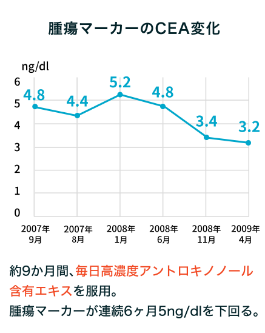 腫瘍マーカーのCEA変化
ng/dl
6
5
4
3
2
1
0
4.8
4.4
5.2
4.8
3.4
3.2
2007年 2007年 2008年 2008年 2008年 2009年
9月 8月 1月 6月 11月 4月
約9か月間、毎日高濃度アントロキノノール
含有エキスを服用。
腫瘍マーカーが連続6ヶ月5ng/dlを下回る。